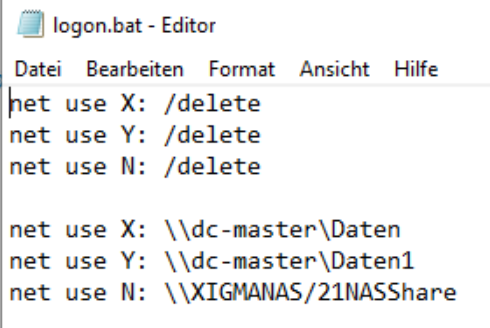 logon.bat - Editor
Datei Bearbeiten Format Ansicht Hilfe
net use X: /delete
net use Y: /delete
net use N: /delete
net use X: \\dc-master\Daten
net use Y: \\dc-master\Daten1
net use N: \\XIGMANAS/21NASShare